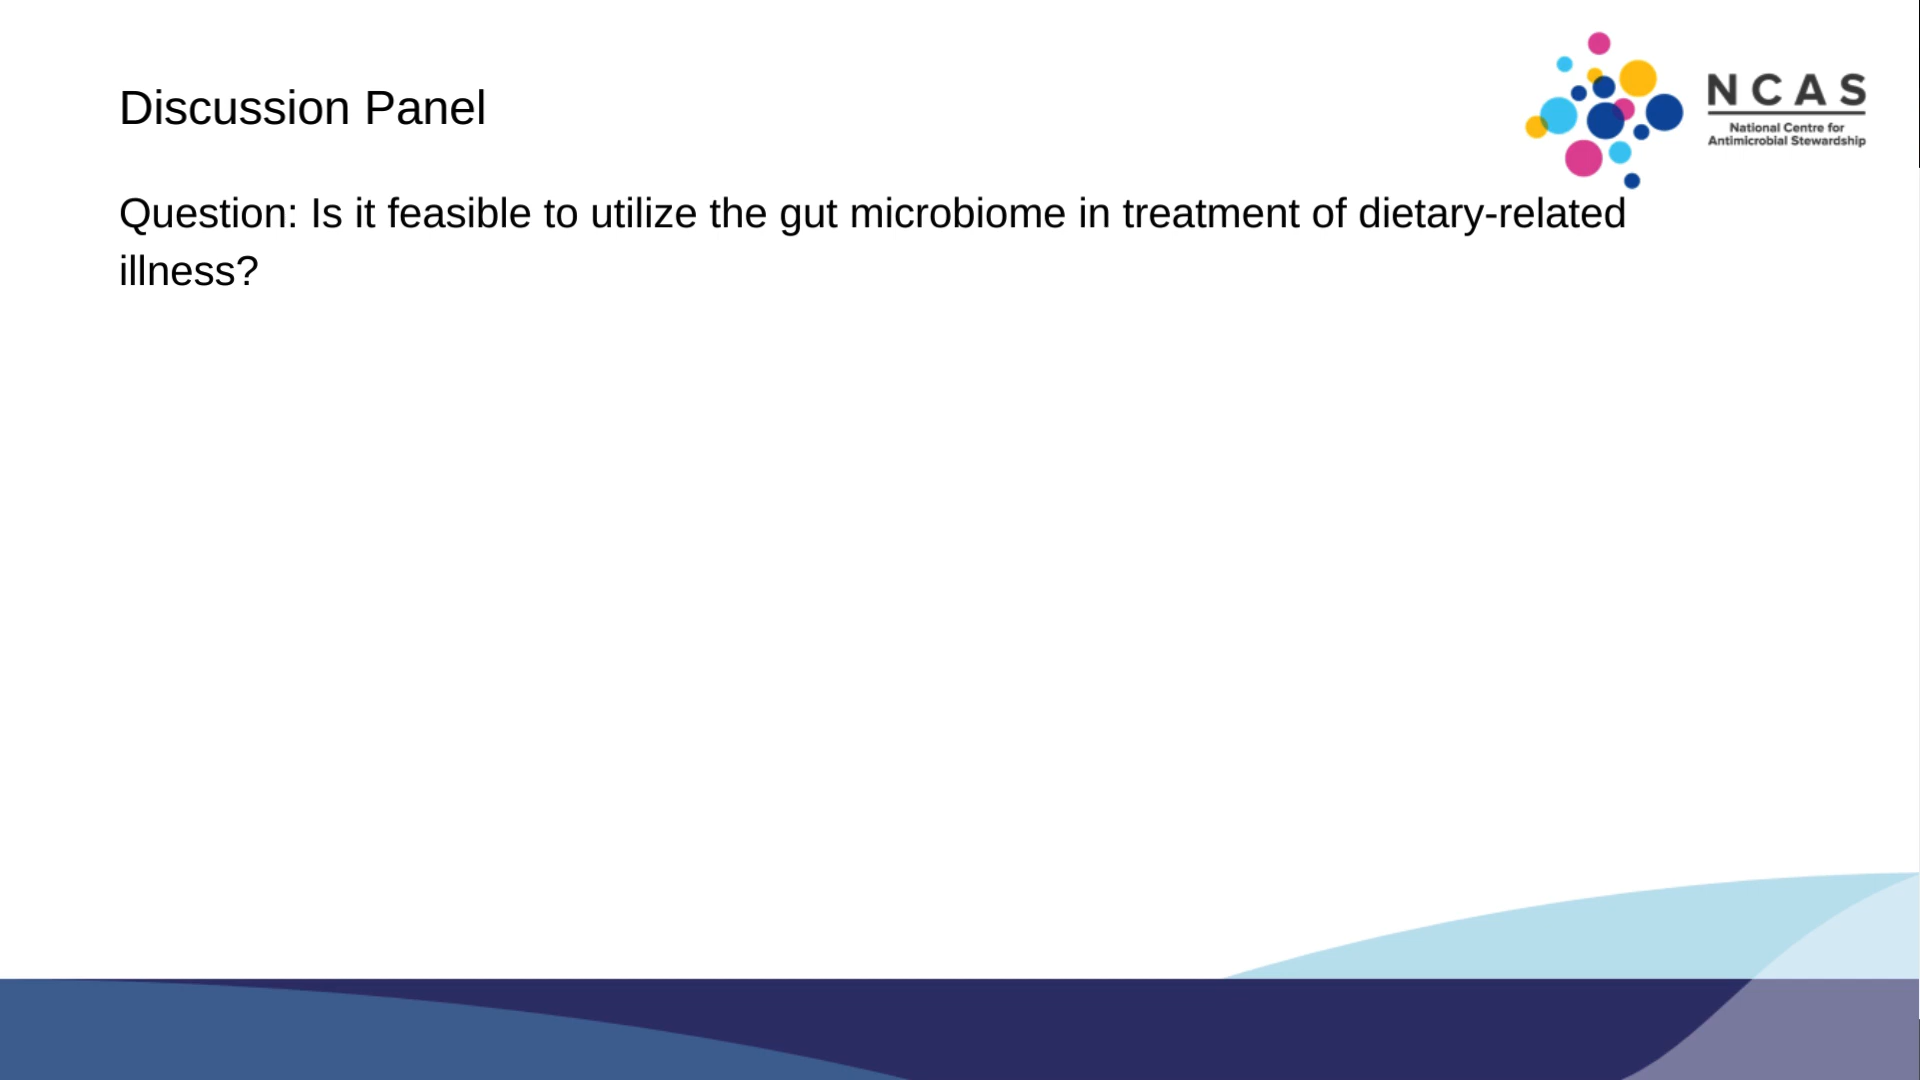 Discussion Panel
NCAS
National Centre for
Antimicrobial Stewardship
Question: Is it feasible to utilize the gut microbiome in treatment of dietary-related
illness?